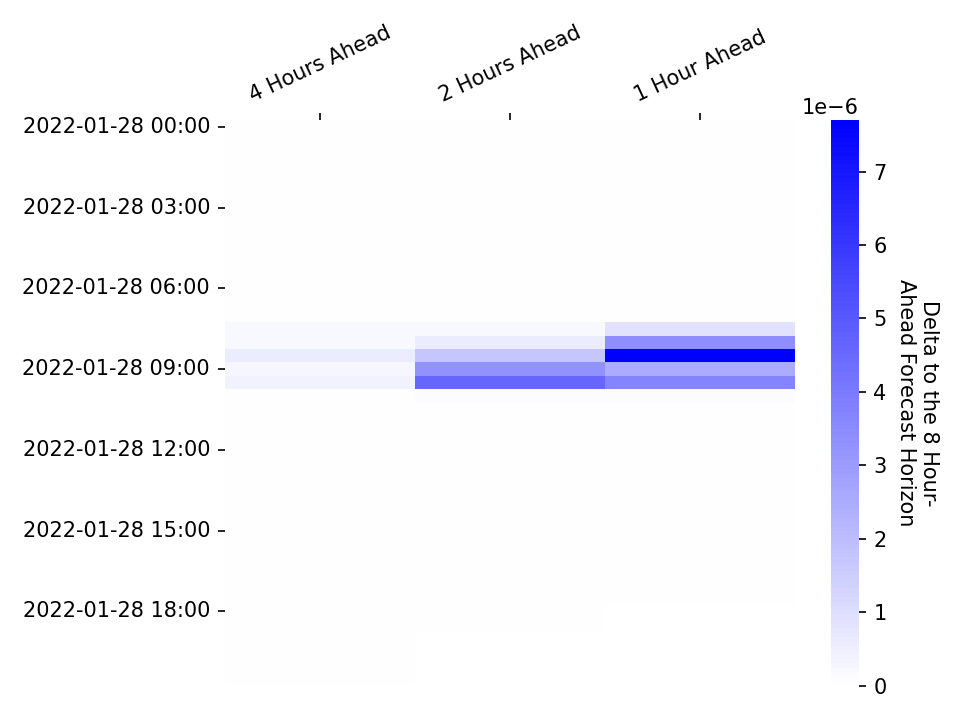 4 Hours Ahead
2 Hours Ahead
1 Hour Ahead
1e−6
2022-01-28 00:00
2022-01-28 03:00
2022-01-28 06:00
2022-01-28 09:00
2022-01-28 12:00
2022-01-28 15:00
2022-01-28 18:00
7
6
5
4
3
2
1
0
Delta to the 8 Hour-
Ahead Forecast Horizon